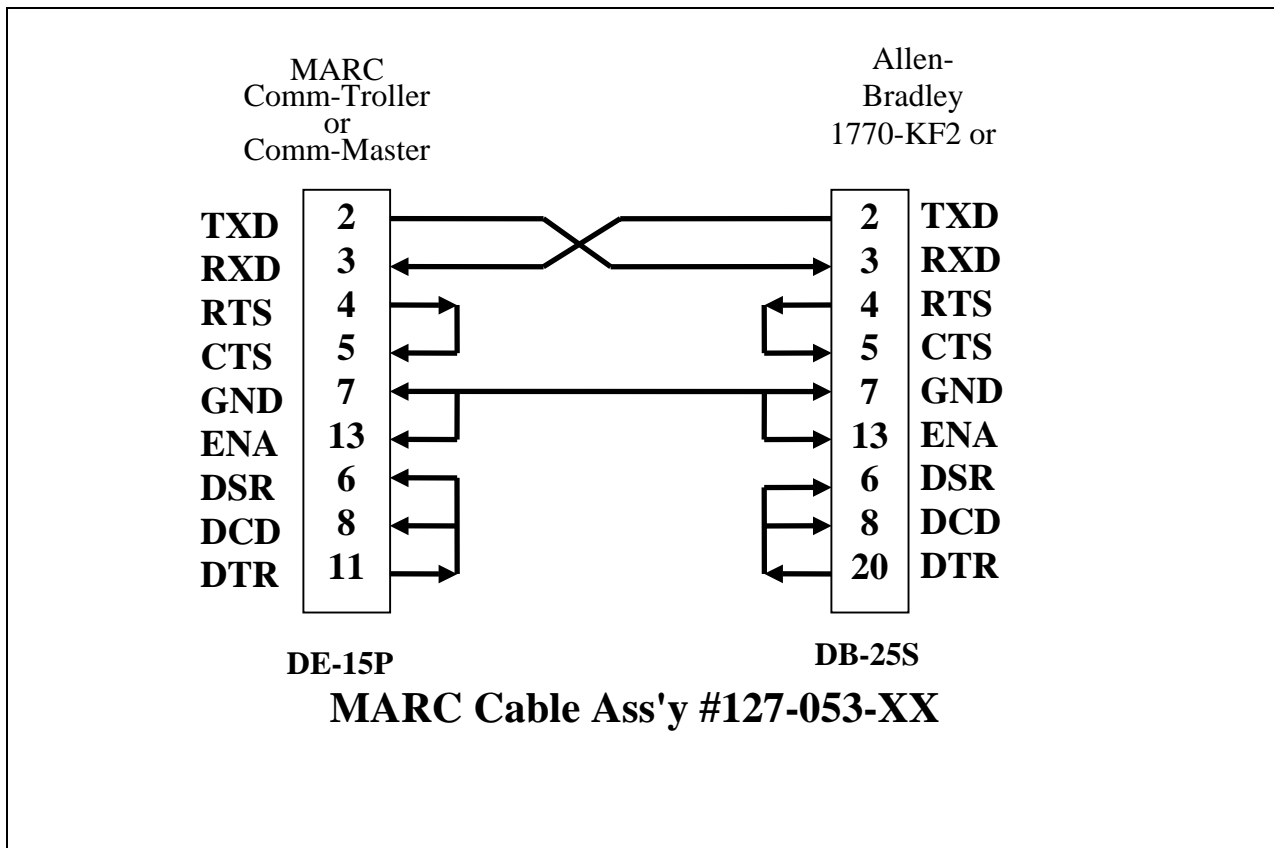 MARC
Comm-Troller
or
Comm-Master
Allen-
Bradley
1770-KF2 or
TXD 2 2 TXD
RXD 3 3 RXD
RTS 4 4 RTS
CTS 5 5 CTS
GND 7 7 GND
ENA 13 13 ENA
DSR 6 6 DSR
DCD 8 8 DCD
DTR 11 20 DTR
DE-15P DB-25S
MARC Cable Ass'y #127-053-XX